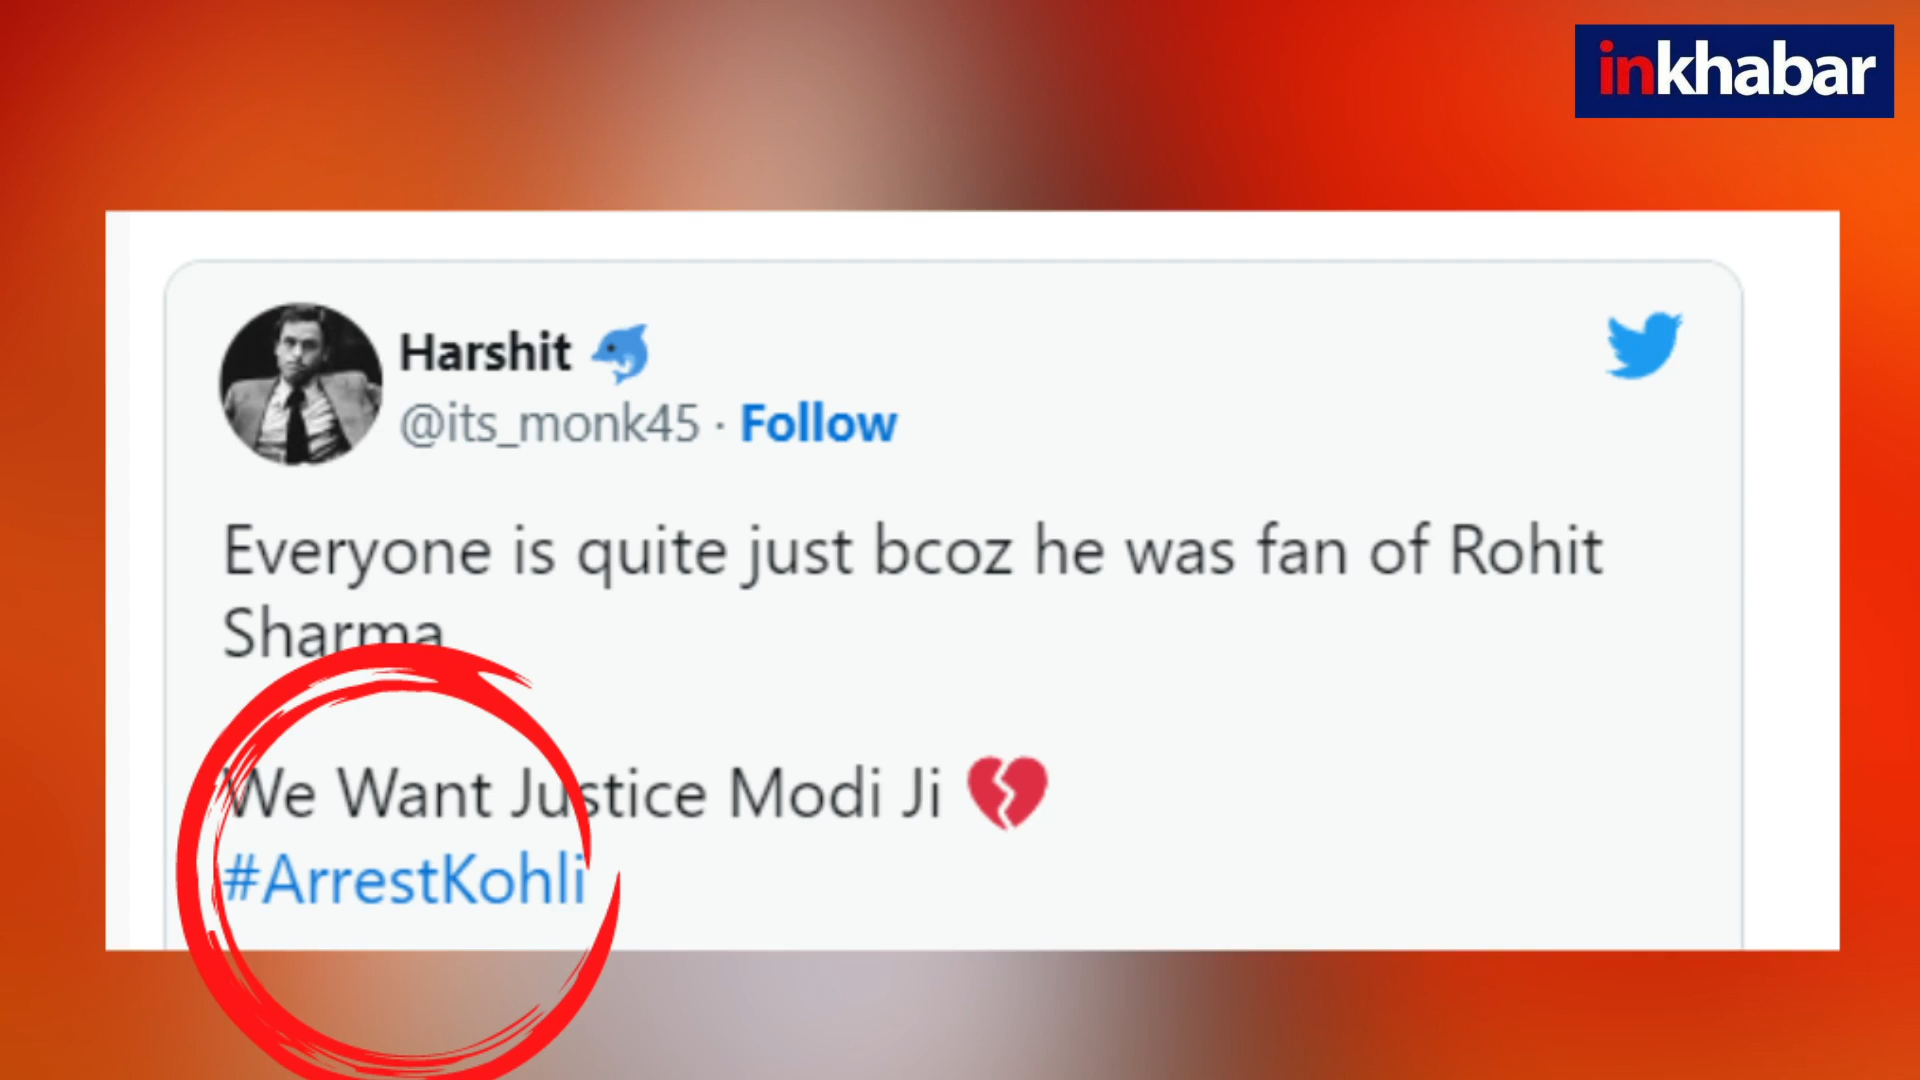 inkhabar
Harshit
@its_monk45 · Follow
Everyone is quite just bcoz he was fan of Rohit
Sharma
We Want Justice Modi Ji
#ArrestKohli